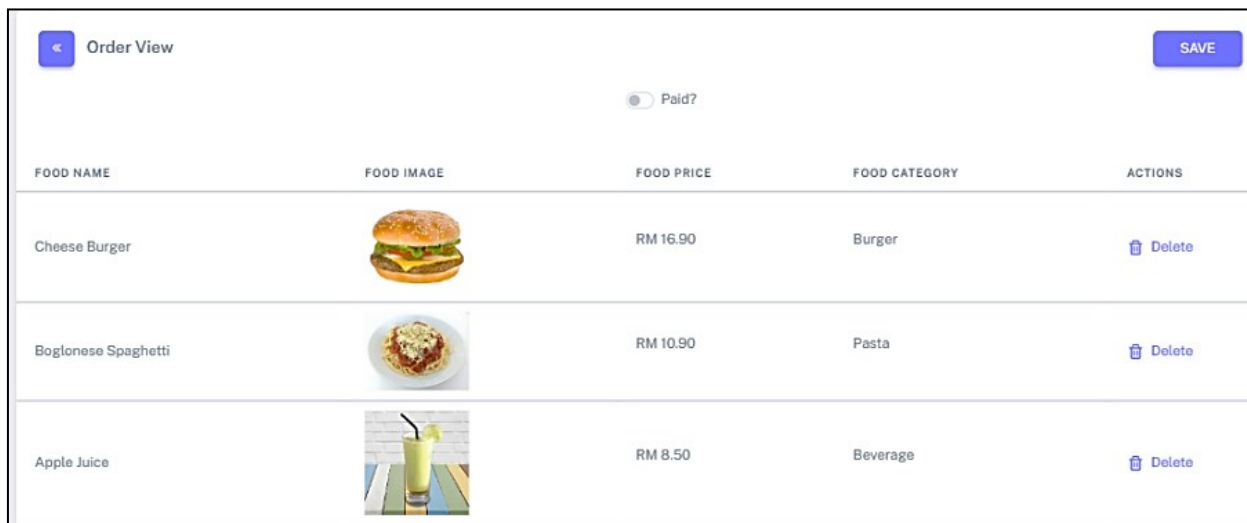 « Order View SAVE
Paid?
FOOD NAME FOOD IMAGE FOOD PRICE FOOD CATEGORY ACTIONS
Cheese Burger RM 16.90 Burger Delete
Boglonese Spaghetti RM 10.90 Pasta Delete
Apple Juice RM 8.50 Beverage Delete